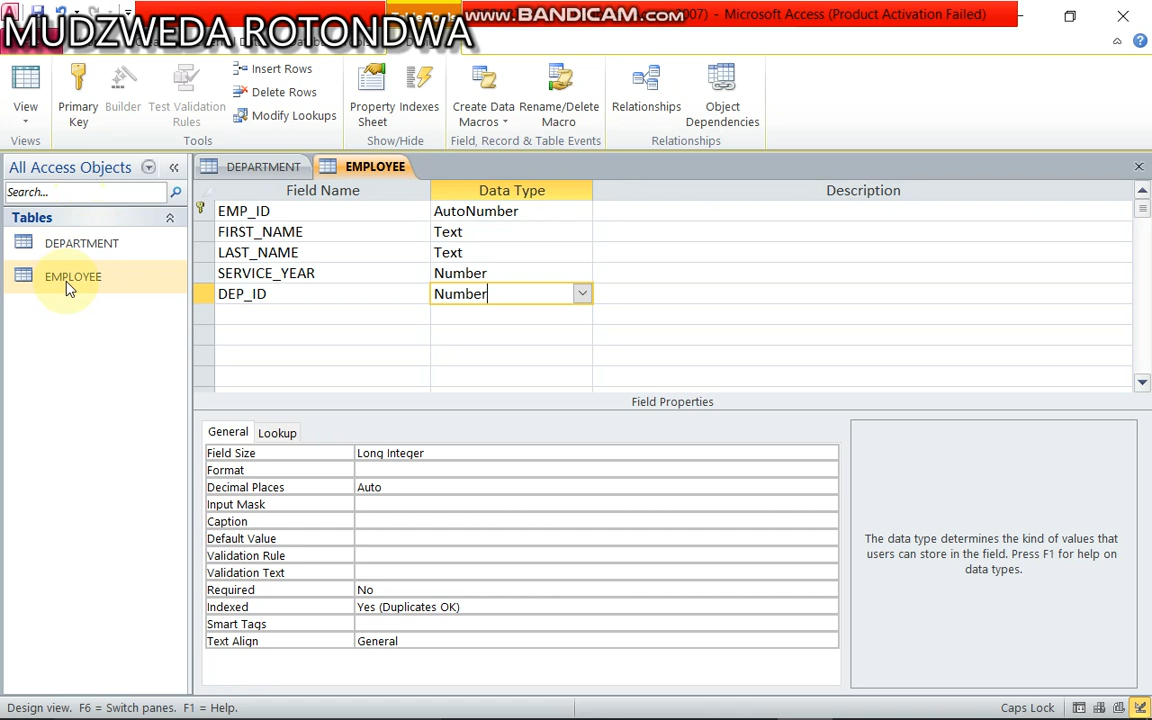 www.BANDICAM.com
2007) - Microsoft Access (Product Activation Failed)
MUDZWEDA ROTONDWA
View
Primary Key
Builder
Test Validation Rules
Insert Rows
Delete Rows
Modify Lookups
Property Sheet
Indexes
Create Data Macros
Rename/Delete Macro
Relationships
Object Dependencies
Views
Tools
Show/Hide
Field, Record & Table Events
Relationships
All Access Objects
Search...
Tables
DEPARTMENT
EMPLOYEE
DEPARTMENT
EMPLOYEE
Field Name Data Type Description
EMP_ID AutoNumber
FIRST_NAME Text
LAST_NAME Text
SERVICE_YEAR Number
DEP_ID Number
Field Properties
General Lookup
Field Size Long Integer
Format
Decimal Places Auto
Input Mask
Caption
Default Value
Validation Rule
Validation Text
Required No
Indexed Yes (Duplicates OK)
Smart Tags
Text Align General
The data type determines the kind of values that
users can store in the field. Press F1 for help on
data types.
Design view. F6 = Switch panes. F1 = Help.
Caps Lock